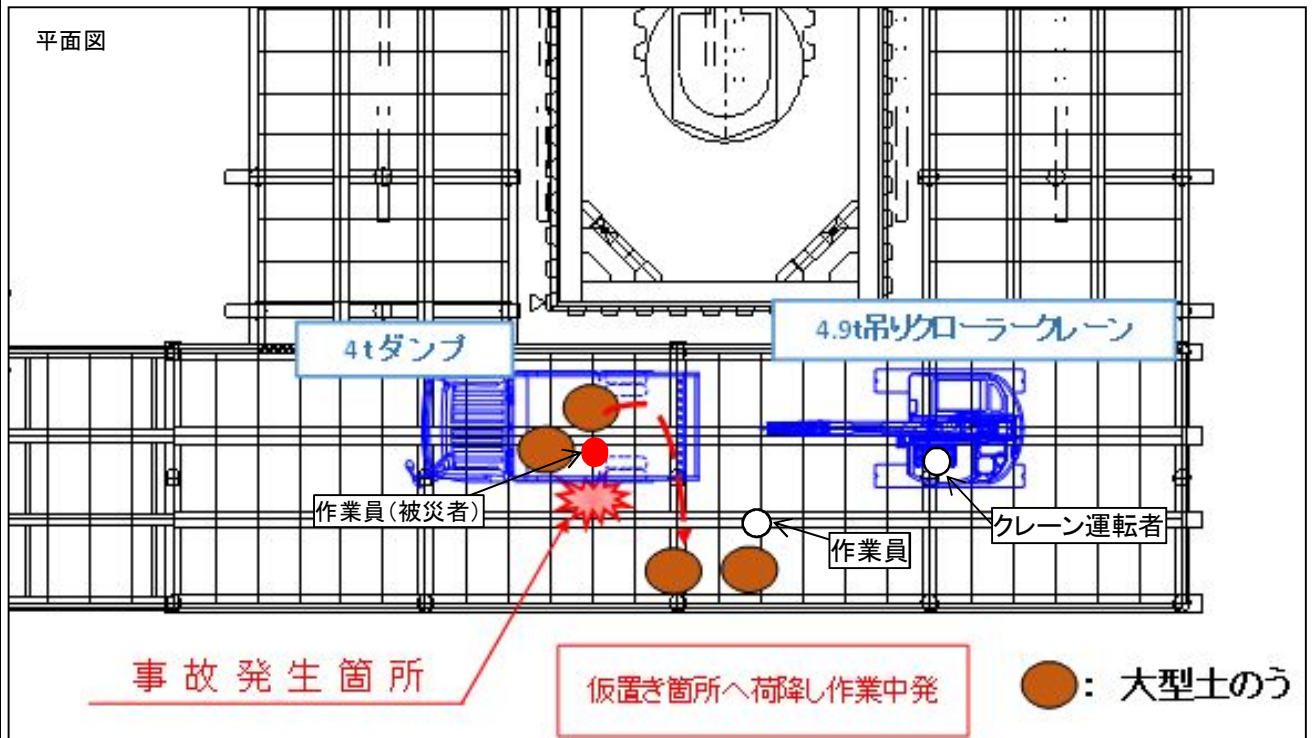 平面図
4tダンプ
4.9t吊りクローラークレーン
作業員(被災者)
作業員
クレーン運転者
事故発生箇所
仮置き箇所へ荷降し作業中発
: 大型土のう